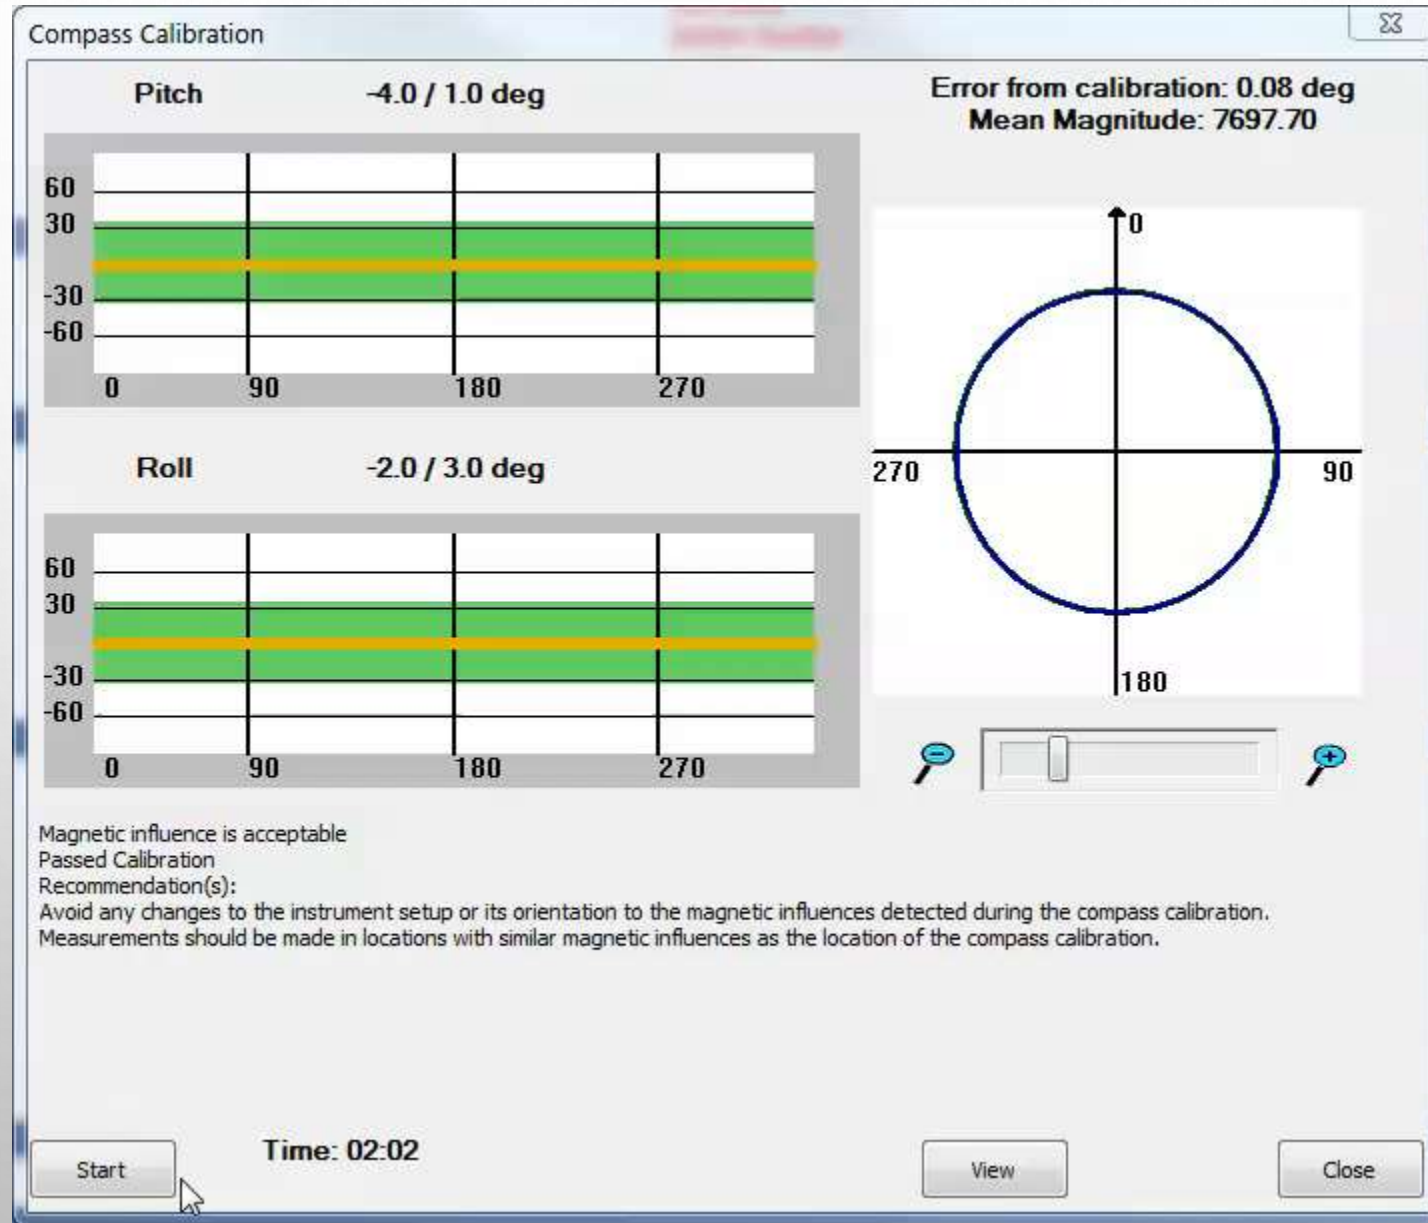 Compass Calibration
Pitch -4.0 / 1.0 deg
60
30
-30
-60
0 90 180 270
Roll -2.0 / 3.0 deg
60
30
-30
-60
0 90 180 270
Error from calibration: 0.08 deg
Mean Magnitude: 7697.70
0
270 90
180
Magnetic influence is acceptable
Passed Calibration
Recommendation(s):
Avoid any changes to the instrument setup or its orientation to the magnetic influences detected during the compass calibration.
Measurements should be made in locations with similar magnetic influences as the location of the compass calibration.
Start Time: 02:02 View Close